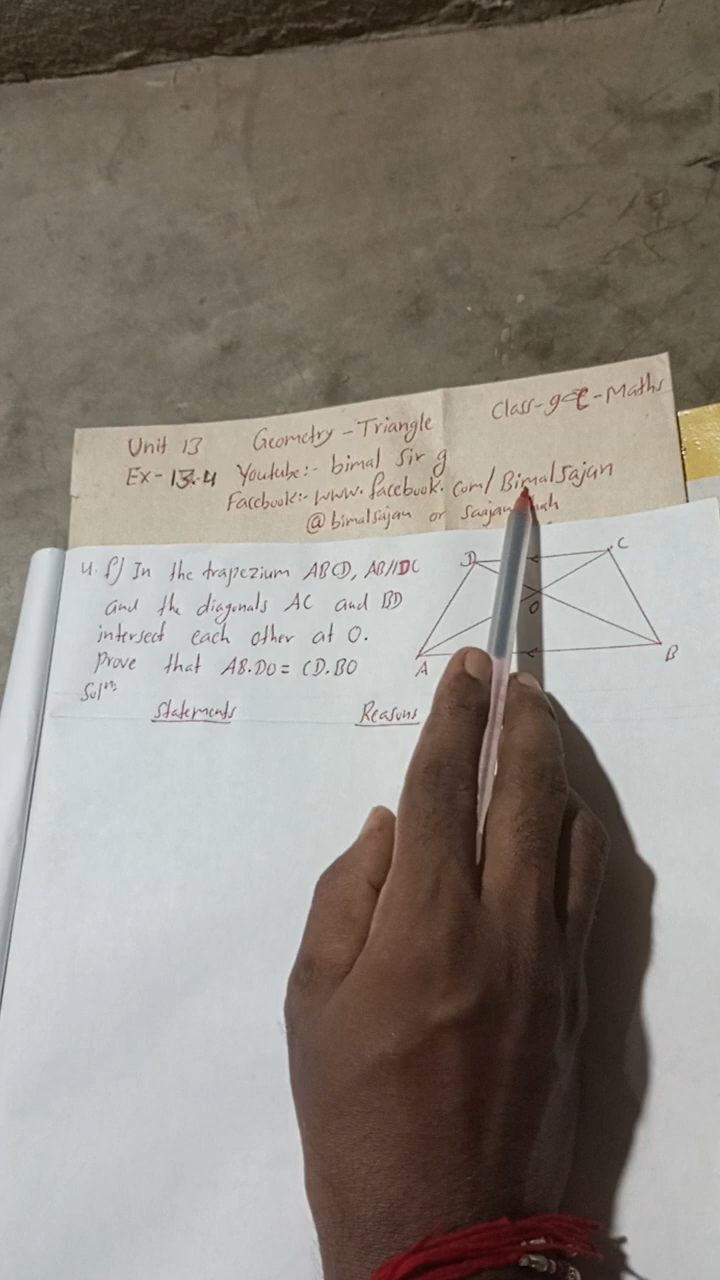 Unit 13 Geometry - Triangle Class-9 - Maths
Ex- 13.4 Youtube:- bimal Sir g
Facebook:- www.facebook.com/Bimalsajan
@bimalsajan or
4. f) In the trapezium ABCD, AB//DC
and the diagonals AC and BD
intersect each other at O.
Prove that AB.DO = CD.BO
Solⁿ:
Statements Reasons
D C
O
A B